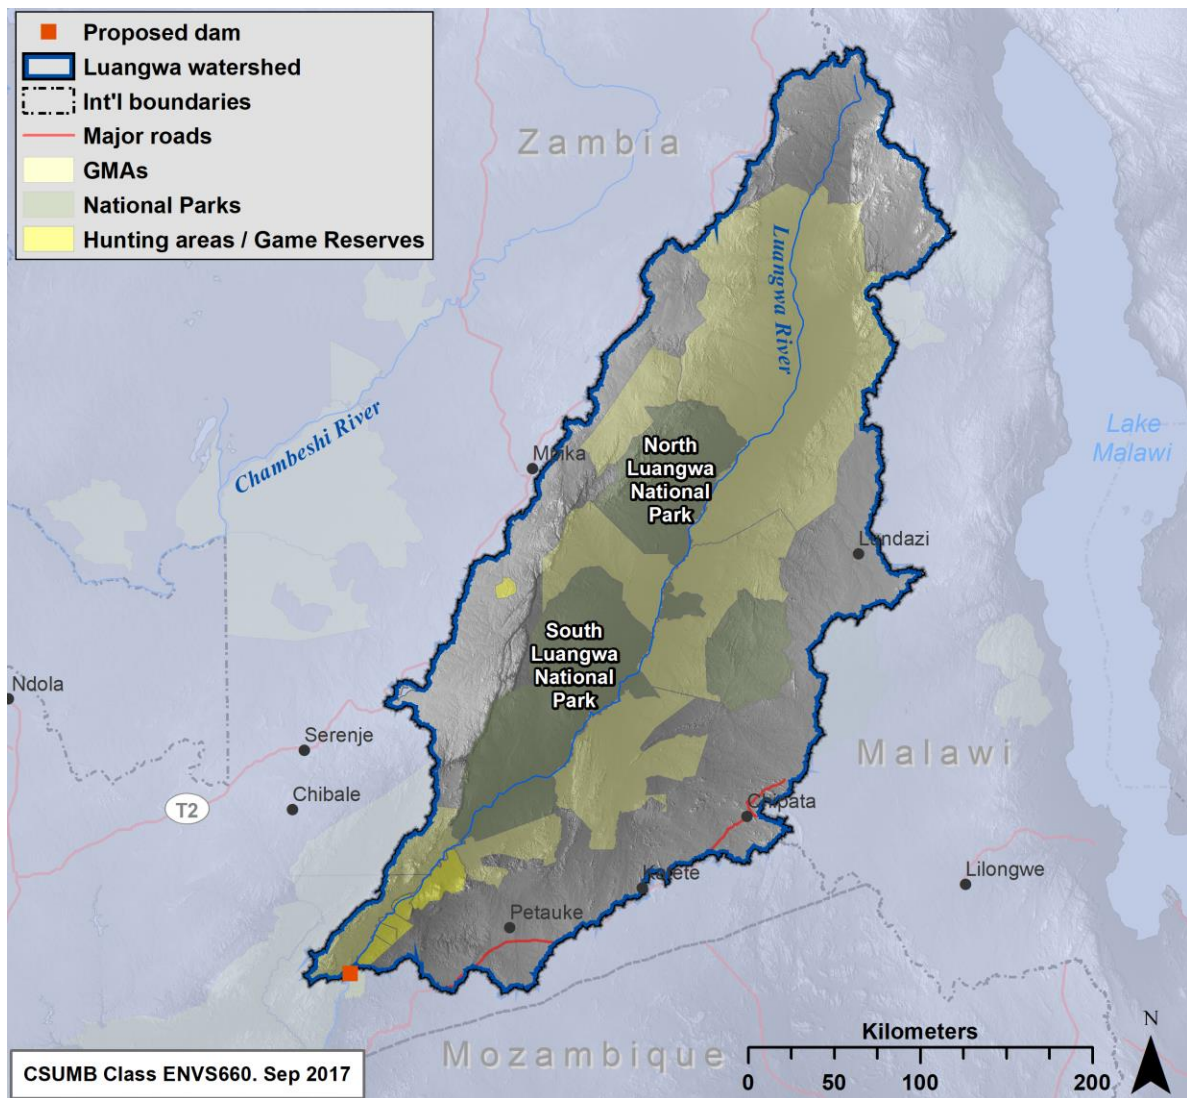 Proposed dam
Luangwa watershed
Int'l boundaries
Major roads
GMAs
National Parks
Hunting areas / Game Reserves
Zambia
Luangwa River
Chambeshi River
Lake
Malawi
Mpika
North
Luangwa
National
Park
Lundazi
South
Luangwa
National
Park
Ndola
Serenje
Malawi
Chibale
T2
Chipata
Katete
Lilongwe
Petauke
Mozambique
Kilometers
0 50 100 200
N
CSUMB Class ENVS660. Sep 2017